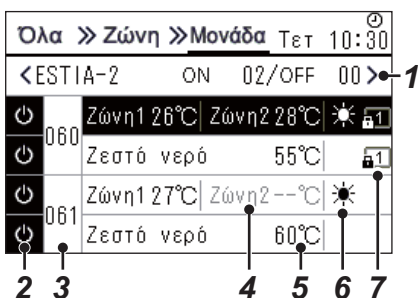 Όλα » Ζώνη » Μονάδα Τετ 10:30
<ESTIA-2 ON 02/OFF 00> 1
060 Ζώνη1 26°C Ζώνη2 28°C 1
Ζεστό νερό 55°C 1
061 Ζώνη1 27°C Ζώνη2 --°C
Ζεστό νερό 60°C
2 3 4 5 6 7